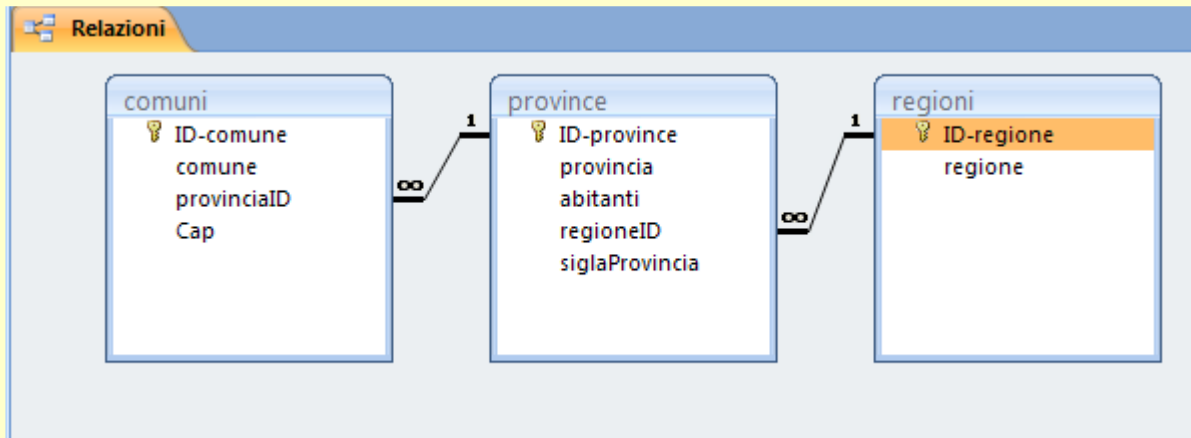 Relazioni
comuni
ID-comune
comune
provinciaID
Cap
1
∞
province
ID-province
provincia
abitanti
regioneID
siglaProvincia
1
∞
regioni
ID-regione
regione